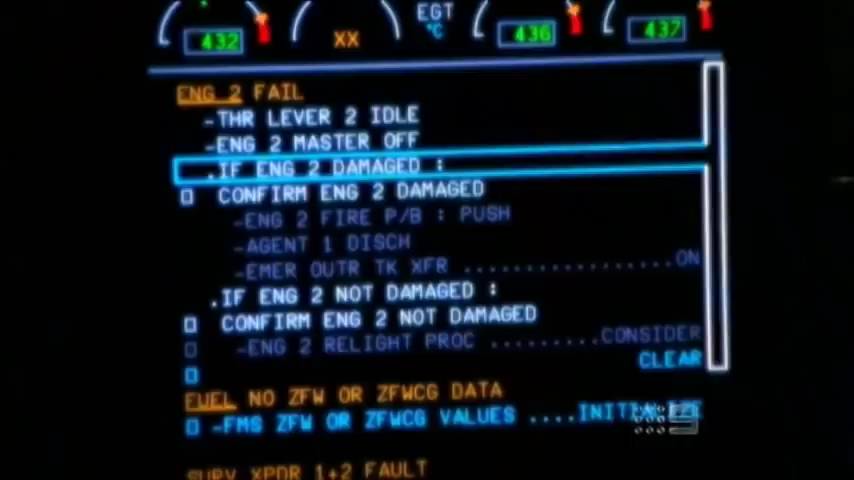 EGT
°C
432 XX 436 437
ENG 2 FAIL
-THR LEVER 2 IDLE
-ENG 2 MASTER OFF
.IF ENG 2 DAMAGED :
CONFIRM ENG 2 DAMAGED
-ENG 2 FIRE P/B : PUSH
-AGENT 1 DISCH
-EMER OUTR TK XFR ..................ON
.IF ENG 2 NOT DAMAGED :
CONFIRM ENG 2 NOT DAMAGED
-ENG 2 RELIGHT PROC .........CONSIDER
CLEAR
FUEL NO ZFW OR ZFWCG DATA
-FMS ZFW OR ZFWCG VALUES ....INITIALIZE
SURV XPDR 1+2 FAULT